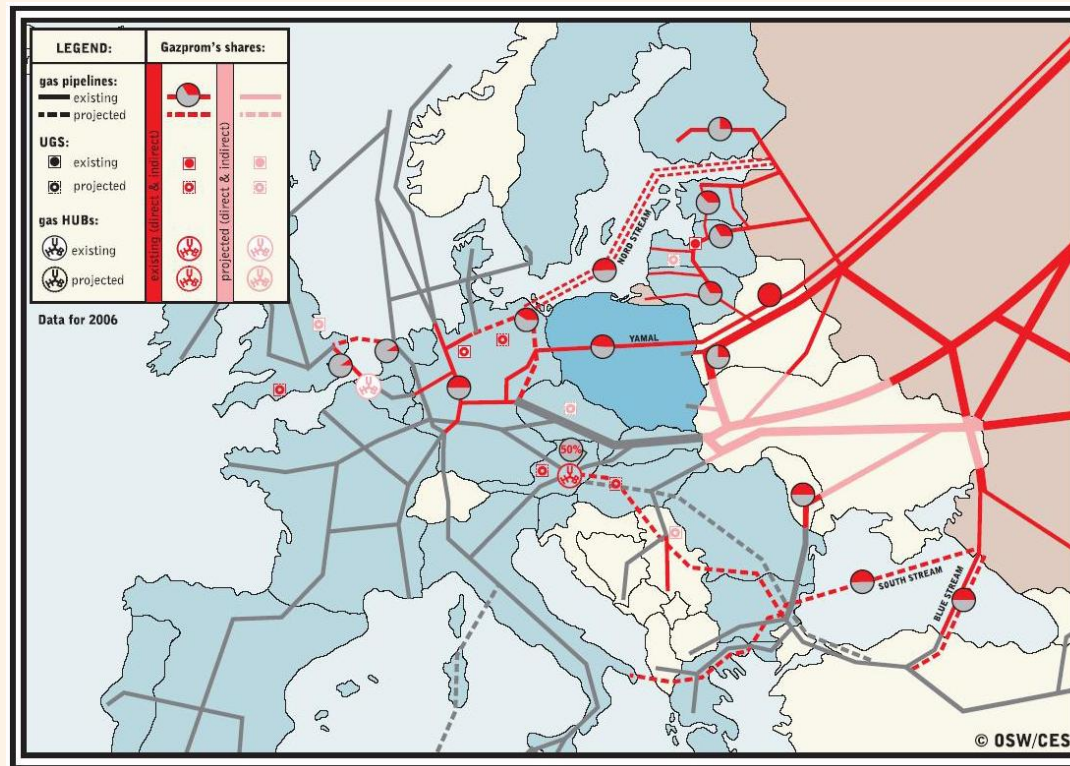 LEGEND:
Gazprom's shares:
gas pipelines:
existing
projected
UGS:
existing
projected
gas HUBs:
existing
projected
existing (direct & indirect)
projected (direct & indirect)
Data for 2006
NORD STREAM
YAMAL
50%
SOUTH STREAM
BLUE STREAM
© OSW/CES